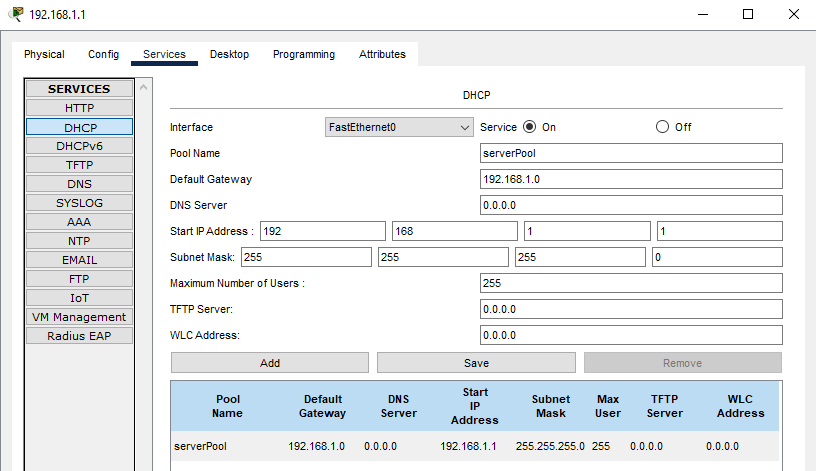 192.168.1.1
Physical Config Services Desktop Programming Attributes
SERVICES
HTTP
DHCP
DHCPv6
TFTP
DNS
SYSLOG
AAA
NTP
EMAIL
FTP
IoT
VM Management
Radius EAP
DHCP
Interface FastEthernet0 Service On Off
Pool Name serverPool
Default Gateway 192.168.1.0
DNS Server 0.0.0.0
Start IP Address : 192 168 1 1
Subnet Mask: 255 255 255 0
Maximum Number of Users : 255
TFTP Server: 0.0.0.0
WLC Address: 0.0.0.0
Add Save Remove
Pool Name Default Gateway DNS Server Start IP Address Subnet Mask Max User TFTP Server WLC Address
serverPool 192.168.1.0 0.0.0.0 192.168.1.1 255.255.255.0 255 0.0.0.0 0.0.0.0